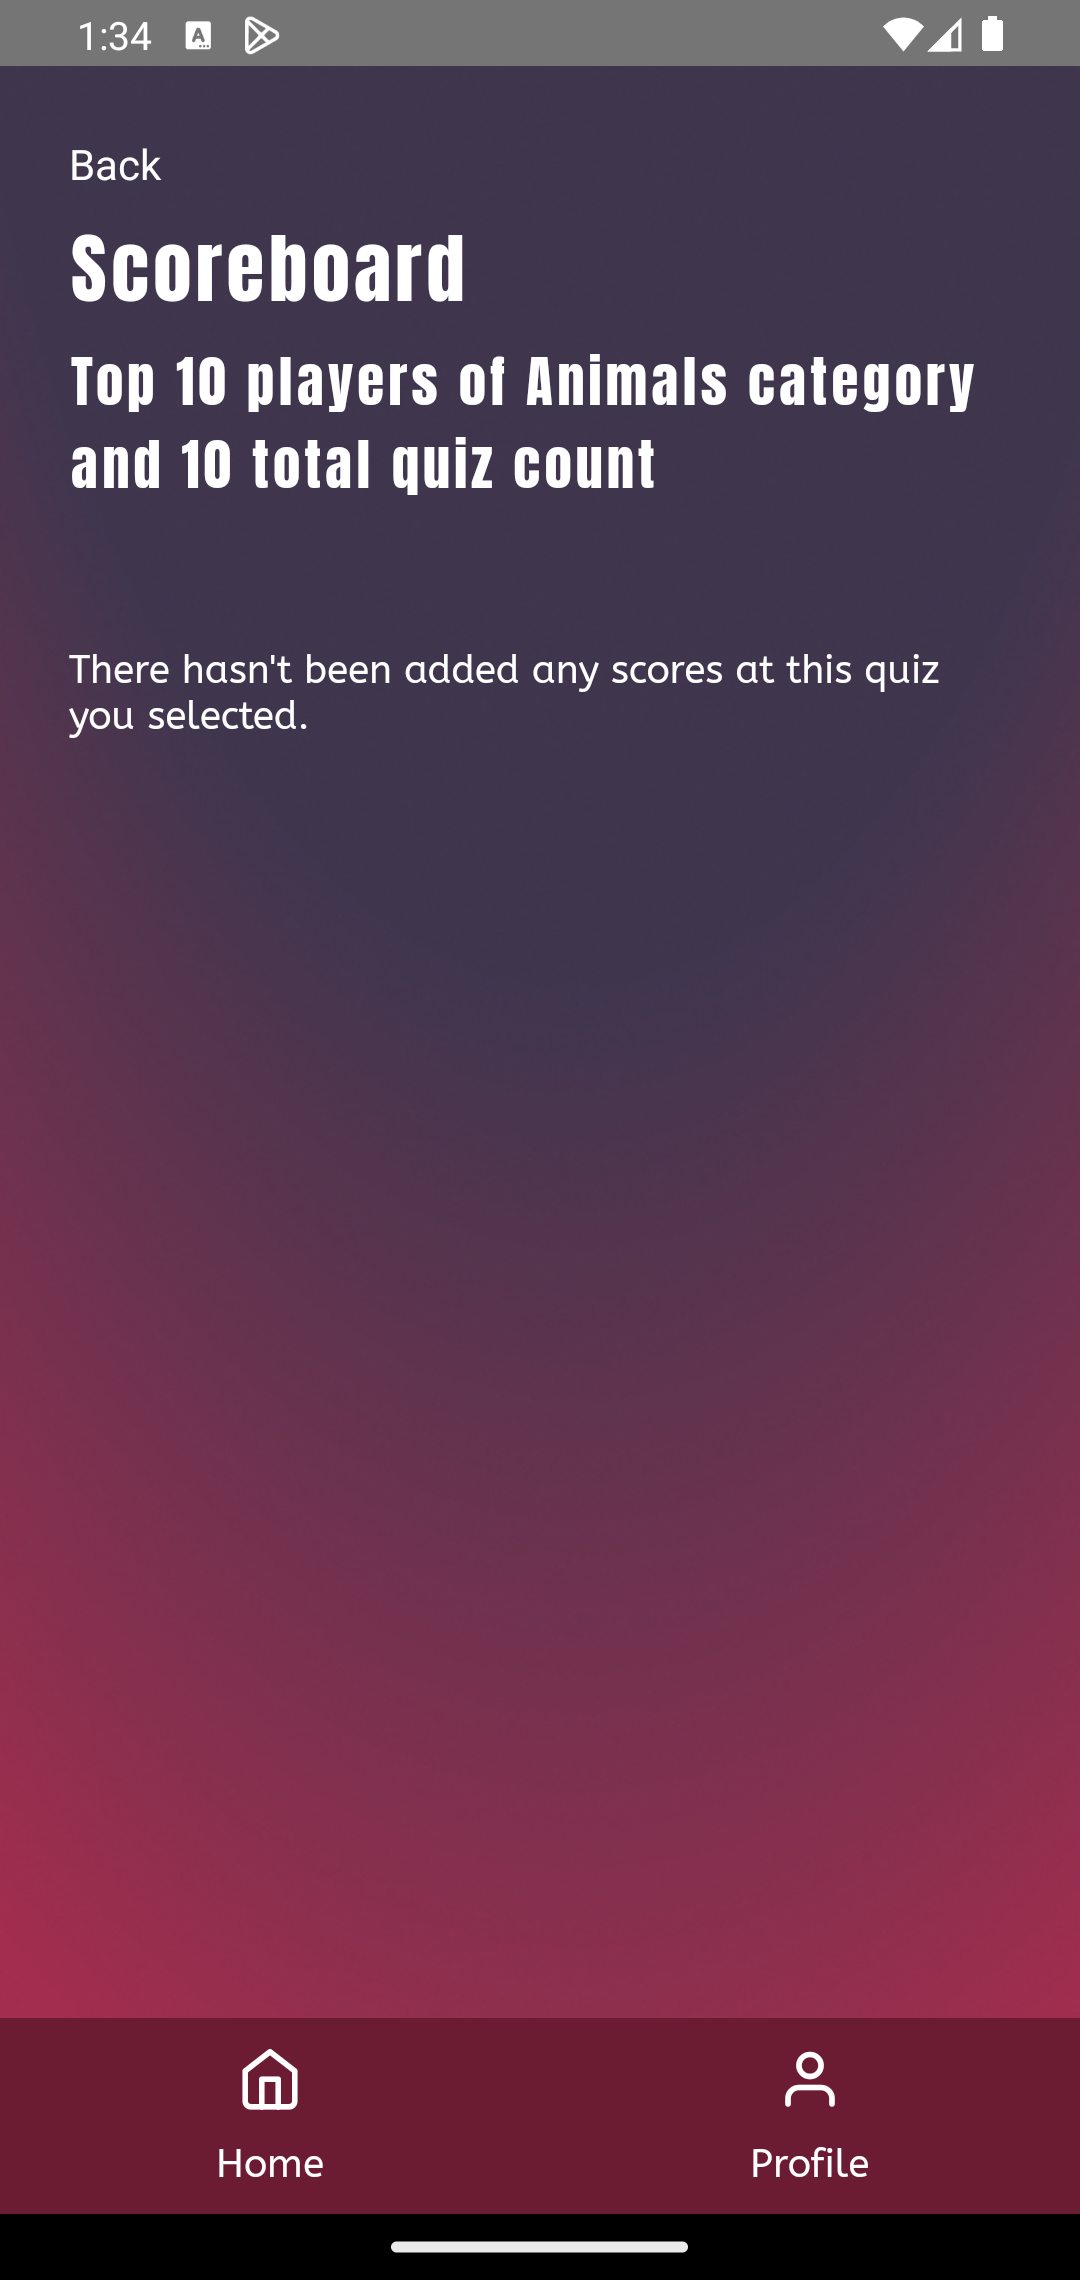 1:34
Back
Scoreboard
Top 10 players of Animals category
and 10 total quiz count
There hasn't been added any scores at this quiz
you selected.
Home
Profile